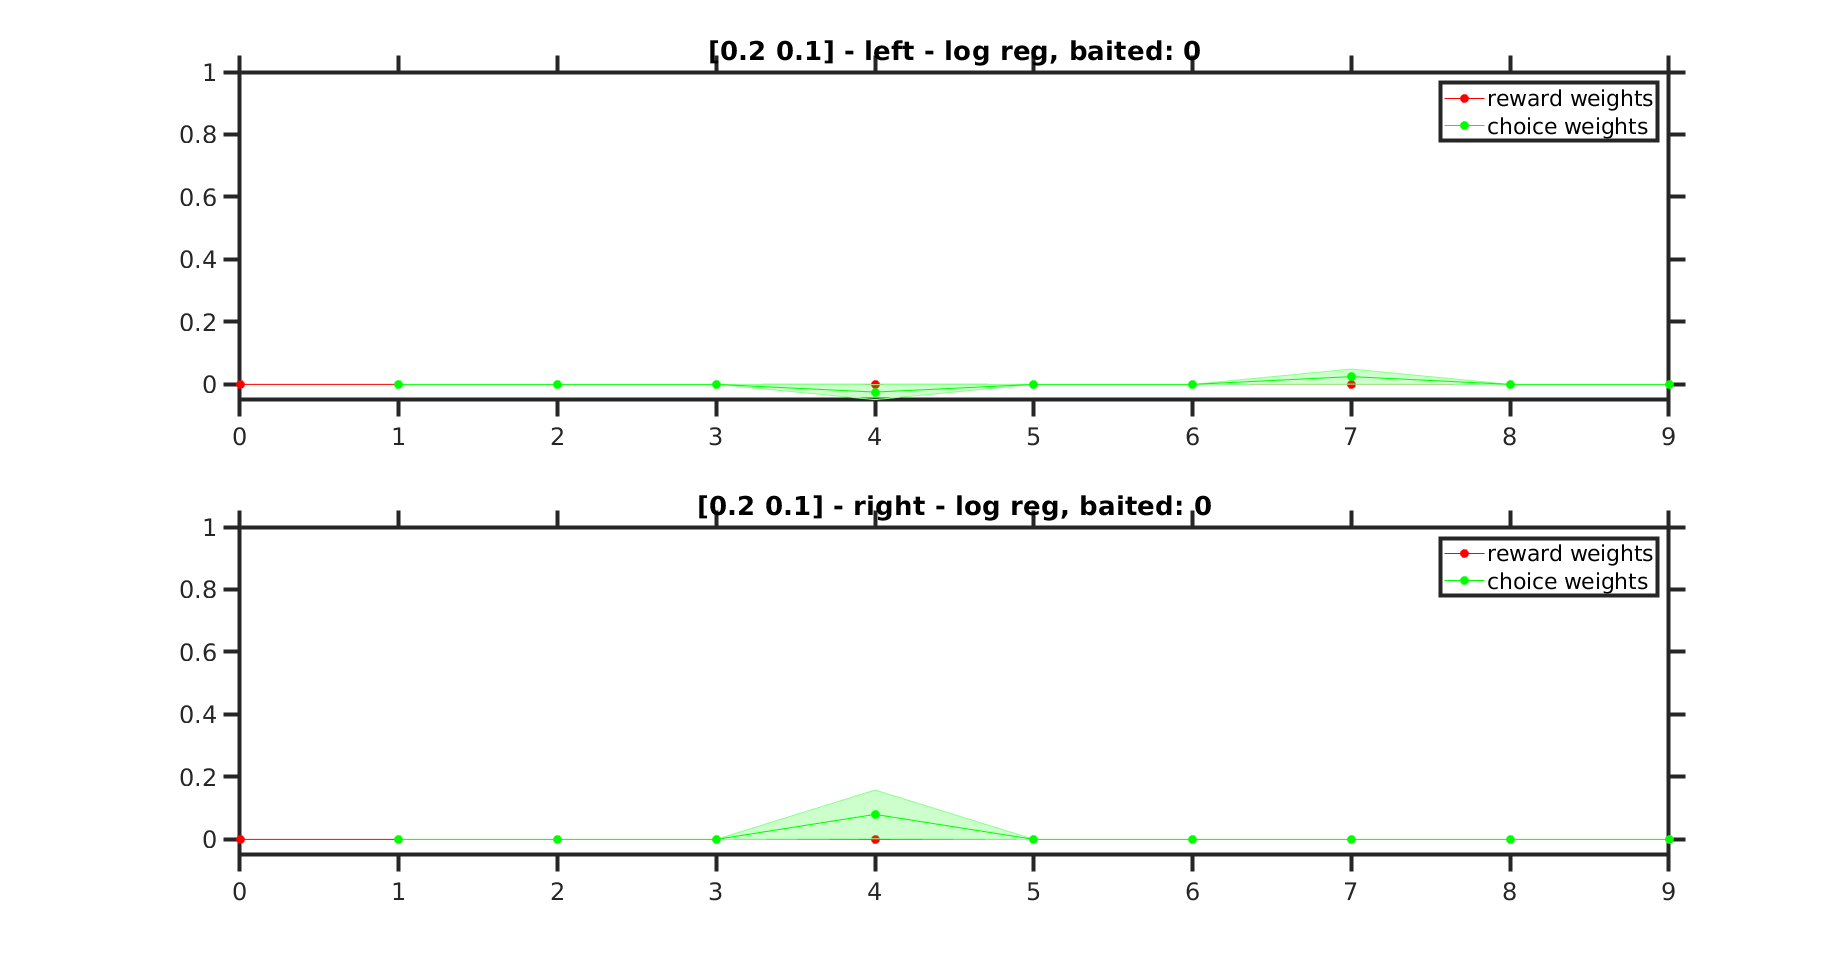 [0.2 0.1] - left - log reg, baited: 0
1
0.8
0.6
0.4
0.2
0
reward weights
choice weights
0 1 2 3 4 5 6 7 8 9
[0.2 0.1] - right - log reg, baited: 0
1
0.8
0.6
0.4
0.2
0
reward weights
choice weights
0 1 2 3 4 5 6 7 8 9